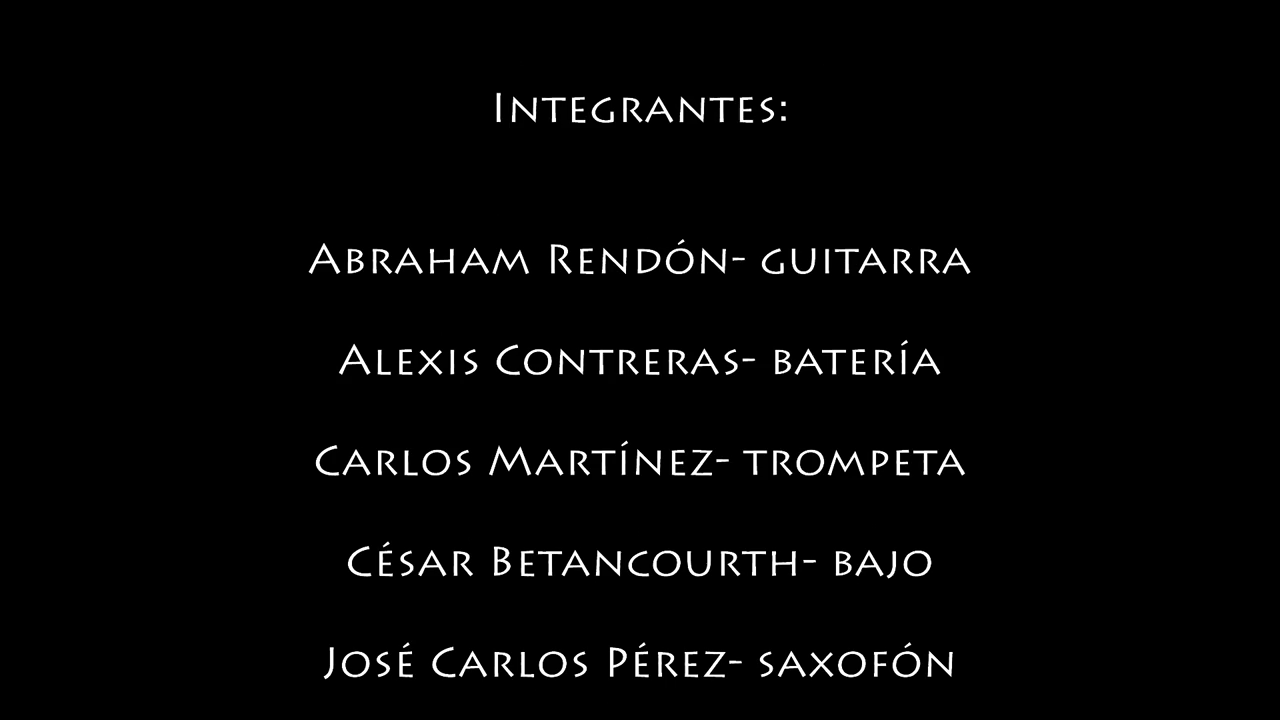 Integrantes:
Abraham Rendón- guitarra
Alexis Contreras- batería
Carlos Martínez- trompeta
César Betancourth- bajo
José Carlos Pérez- saxofón